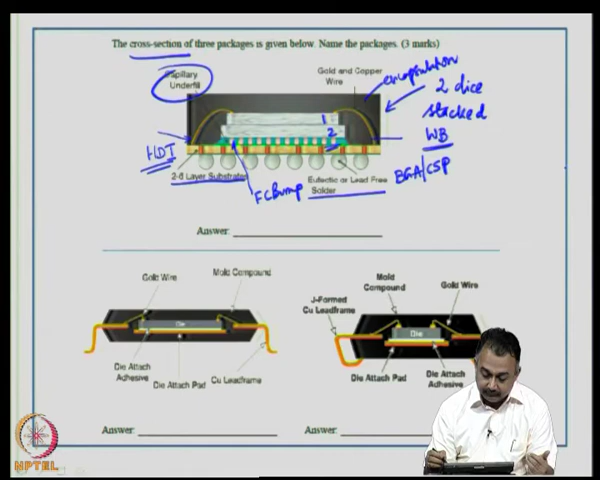 The cross-section of three packages is given below. Name the packages. (3 marks)
Capillary
Underfill
Gold and Copper
Wire
encapsulation
2 dice
stacked
WB
BGA/CSP
1
2
HDI
2-6 Layer Substrates
FC Bump
Eutectic or Lead Free
Solder
Answer:
Gold Wire
Mold Compound
Die
Die Attach
Adhesive
Die Attach Pad
Cu Leadframe
Answer:
J-Formed
Cu Leadframe
Mold
Compound
Gold Wire
Die
Die Attach Pad
Die Attach
Adhesive
Answer:
NPTEL